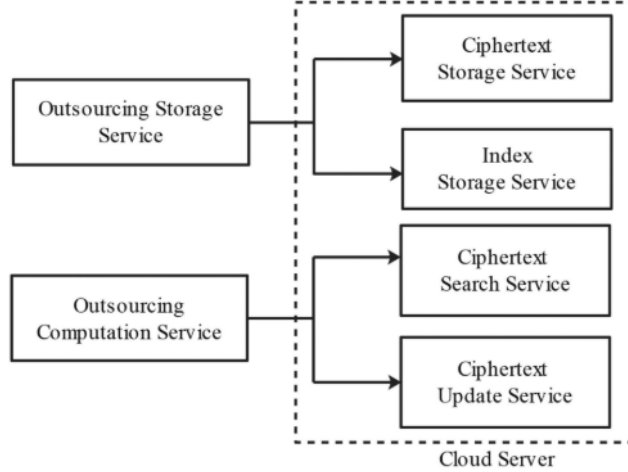 Outsourcing Storage
Service
Ciphertext
Storage Service
Index
Storage Service
Outsourcing
Computation Service
Ciphertext
Search Service
Ciphertext
Update Service
Cloud Server